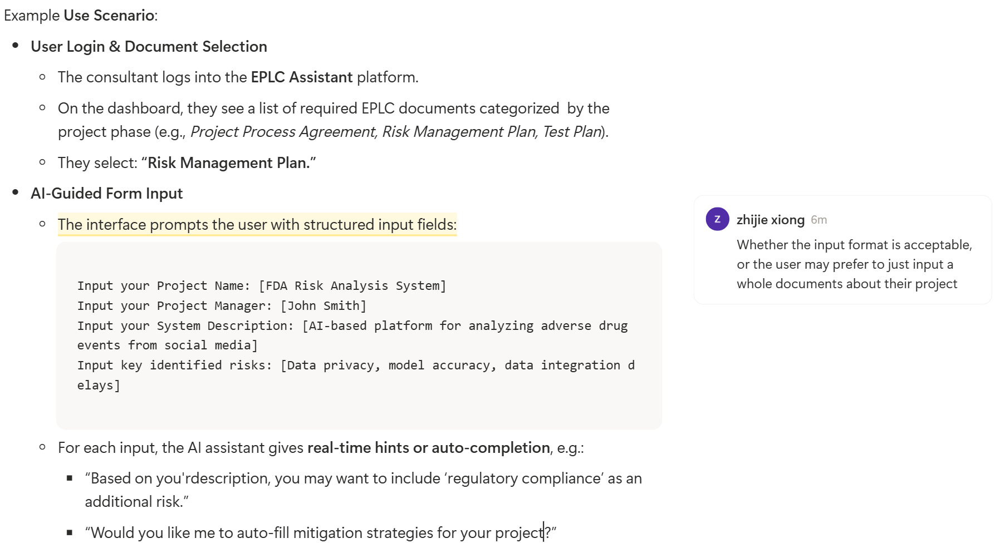 Example Use Scenario:
• User Login & Document Selection
○ The consultant logs into the EPLC Assistant platform.
○ On the dashboard, they see a list of required EPLC documents categorized  by the
project phase (e.g., Project Process Agreement, Risk Management Plan, Test Plan).
○ They select: “Risk Management Plan.”
• AI-Guided Form Input
○ The interface prompts the user with structured input fields:
Input your Project Name: [FDA Risk Analysis System]
Input your Project Manager: [John Smith]
Input your System Description: [AI-based platform for analyzing adverse drug
events from social media]
Input key identified risks: [Data privacy, model accuracy, data integration d
elays]
○ For each input, the AI assistant gives real-time hints or auto-completion, e.g.:
▪ “Based on you'rdescription, you may want to include ‘regulatory compliance’ as an
additional risk.”
▪ “Would you like me to auto-fill mitigation strategies for your project?”
Z
zhijie xiong 6m
Whether the input format is acceptable,
or the user may prefer to just input a
whole documents about their project